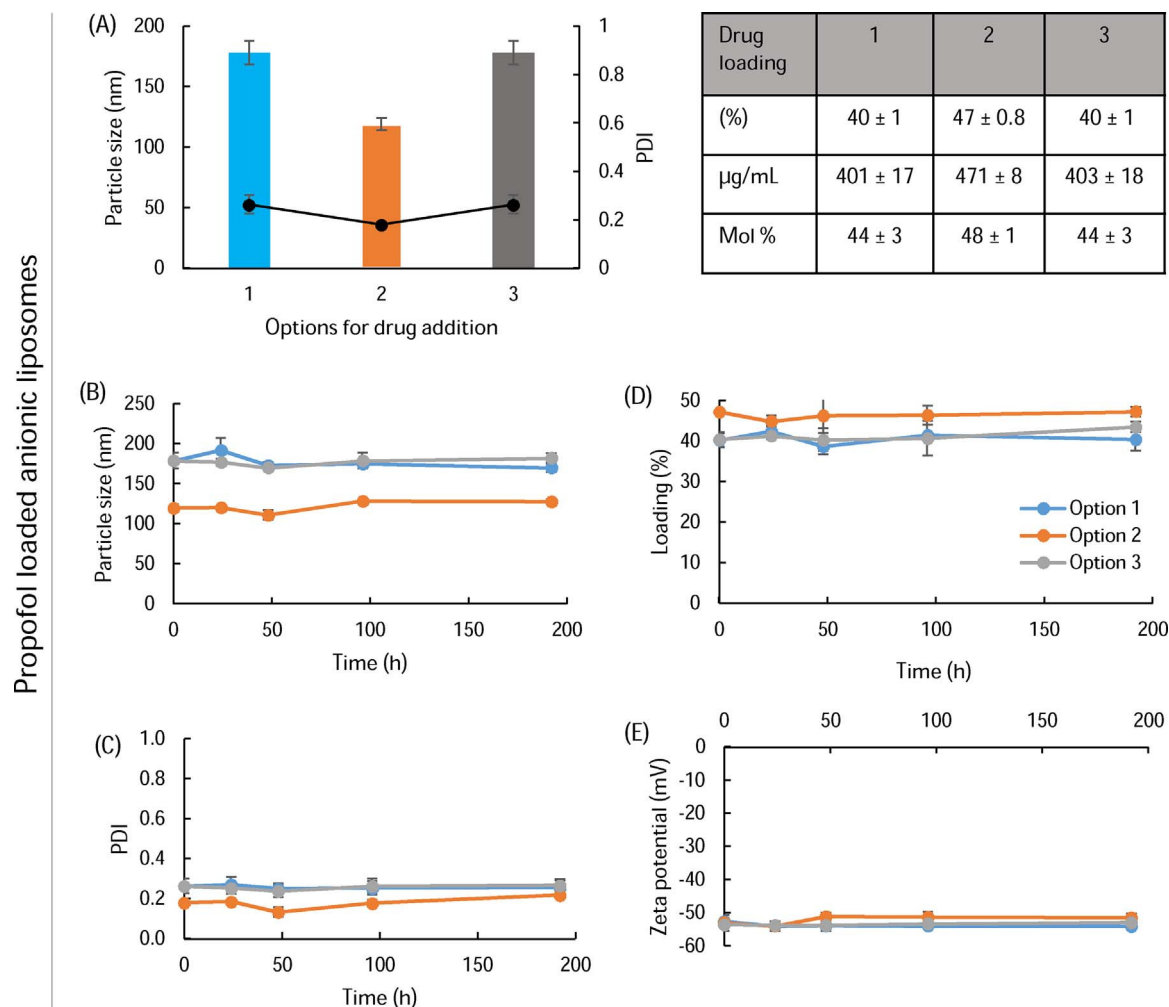 Propofol loaded anionic liposomes
(A)
200
150
100
50
0
Particle size (nm)
1
0.8
0.6
0.4
0.2
0
PDI
1 2 3
Options for drug addition
Drug loading 1 2 3
(%) 40 ± 1 47 ± 0.8 40 ± 1
µg/mL 401 ± 17 471 ± 8 403 ± 18
Mol % 44 ± 3 48 ± 1 44 ± 3
(B)
250
200
150
100
50
0
Particle size (nm)
0 50 100 150 200
Time (h)
(D)
50
40
30
20
10
0
Loading (%)
Option 1
Option 2
Option 3
0 50 100 150 200
Time (h)
(C)
1.0
0.8
0.6
0.4
0.2
0.0
PDI
0 50 100 150 200
Time (h)
(E)
0 50 100 150 200
0
-10
-20
-30
-40
-50
-60
Zeta potential (mV)